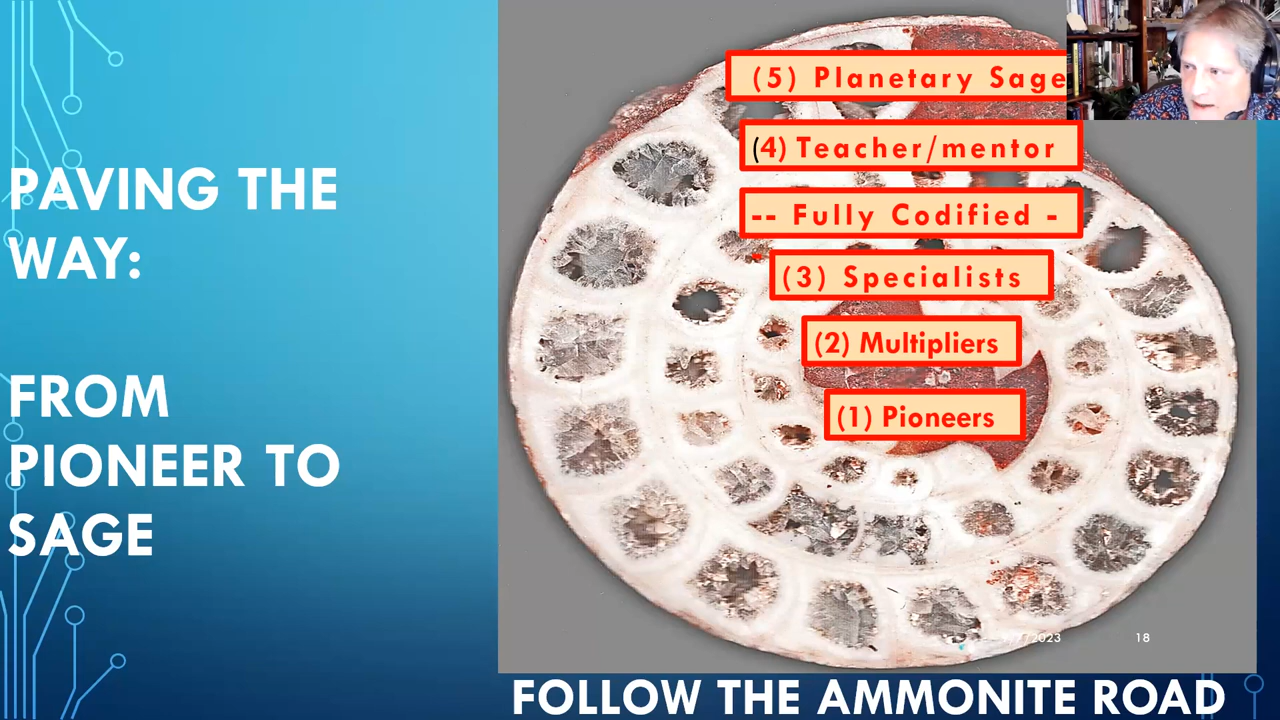 PAVING THE
WAY:
FROM
PIONEER TO
SAGE
(5) Planetary Sage
(4) Teacher/mentor
-- Fully Codified -
(3) Specialists
(2) Multipliers
(1) Pioneers
18
FOLLOW THE AMMONITE ROAD